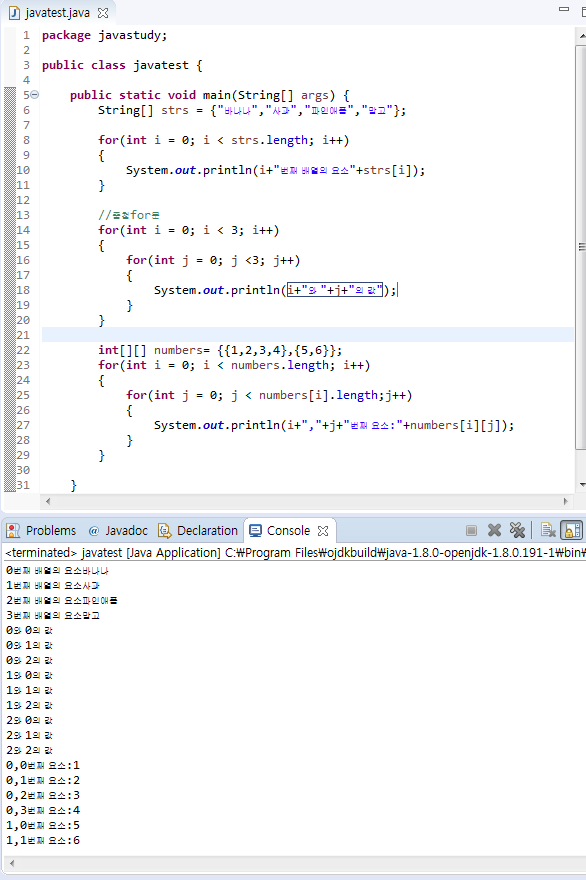 javatest.java
1 package javastudy;
2
3 public class javatest {
4
5 public static void main(String[] args) {
6 String[] strs = {"바나나","사과","파인애플","망고"};
7
8 for(int i = 0; i < strs.length; i++)
9 {
10 System.out.println(i+"번째 배열의 요소"+strs[i]);
11 }
12
13 //중첩for문
14 for(int i = 0; i < 3; i++)
15 {
16 for(int j = 0; j <3; j++)
17 {
18 System.out.println(i+"와 "+j+"의 값");
19 }
20 }
21
22 int[][] numbers= {{1,2,3,4},{5,6}};
23 for(int i = 0; i < numbers.length; i++)
24 {
25 for(int j = 0; j < numbers[i].length;j++)
26 {
27 System.out.println(i+","+j+"번째 요소:"+numbers[i][j]);
28 }
29 }
30
31 }
Problems @ Javadoc Declaration Console
<terminated> javatest [Java Application] C:₩Program Files₩ojdkbuild₩java-1.8.0-openjdk-1.8.0.191-1₩bin₩
0번째 배열의 요소바나나
1번째 배열의 요소사과
2번째 배열의 요소파인애플
3번째 배열의 요소망고
0와 0의 값
0와 1의 값
0와 2의 값
1와 0의 값
1와 1의 값
1와 2의 값
2와 0의 값
2와 1의 값
2와 2의 값
0,0번째 요소:1
0,1번째 요소:2
0,2번째 요소:3
0,3번째 요소:4
1,0번째 요소:5
1,1번째 요소:6